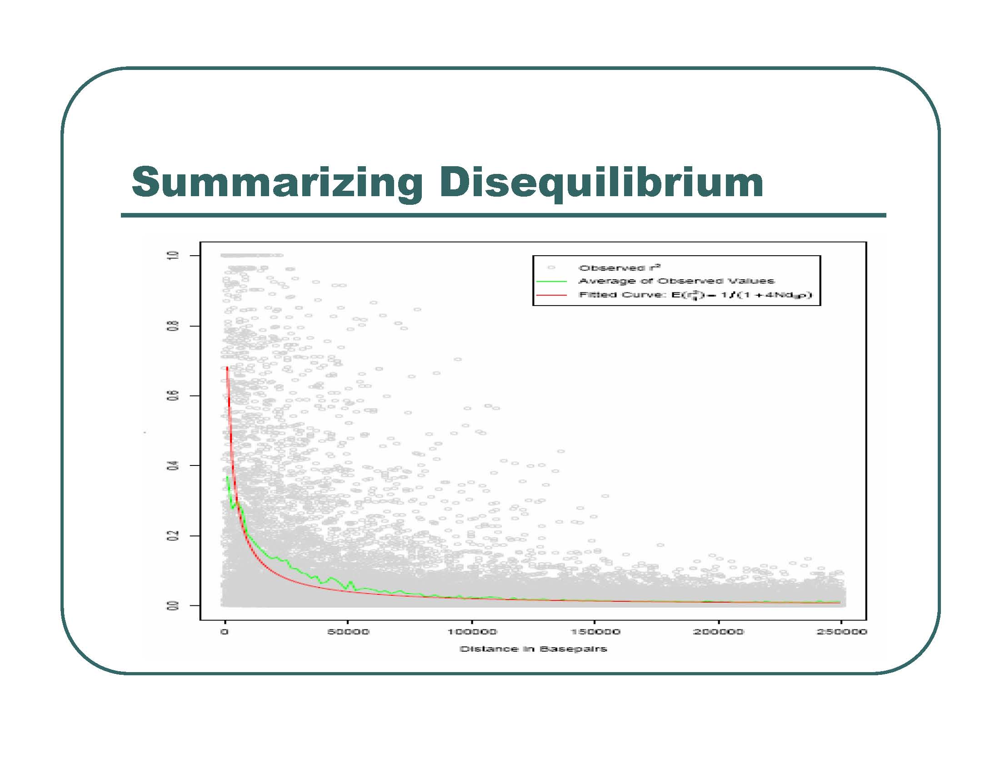 Summarizing Disequilibrium
1.0
0.8
0.6
0.4
0.2
0.0
Observed r²
Average of Observed Values
Fitted Curve: E(r²ᵢⱼ) = 1/(1+4Ndᵢⱼρ)
0 50000 100000 150000 200000 250000
Distance in Basepairs